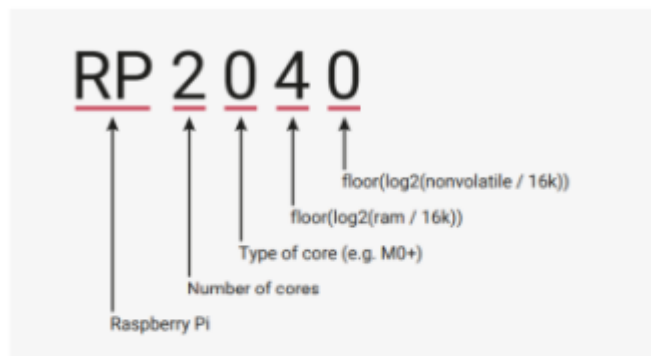 RP2040
floor(log2(nonvolatile / 16k))
floor(log2(ram / 16k))
Type of core (e.g. M0+)
Number of cores
Raspberry Pi